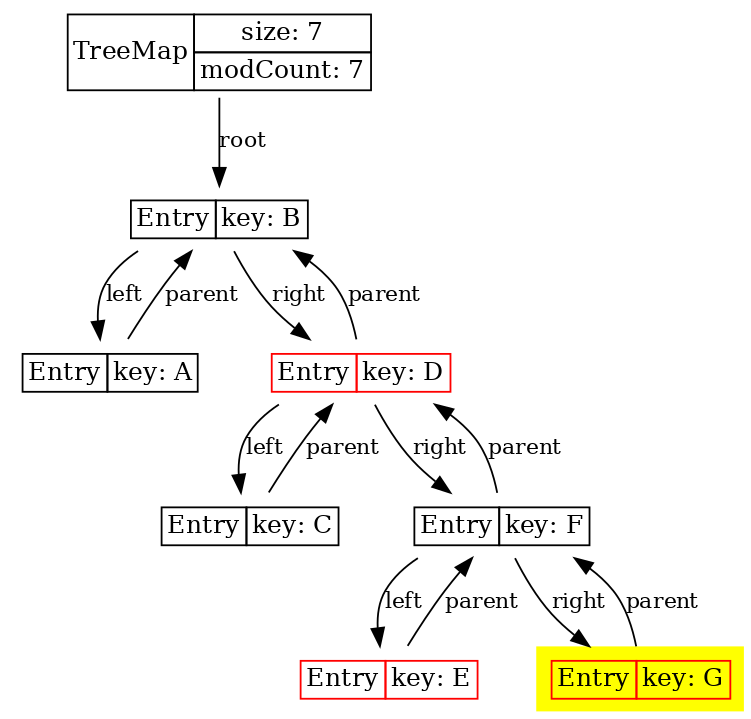 TreeMap
size: 7
modCount: 7
root
Entry key: B
left
parent
right
parent
Entry key: A
Entry key: D
left
parent
right
parent
Entry key: C
Entry key: F
left
parent
right
parent
Entry key: E
Entry key: G